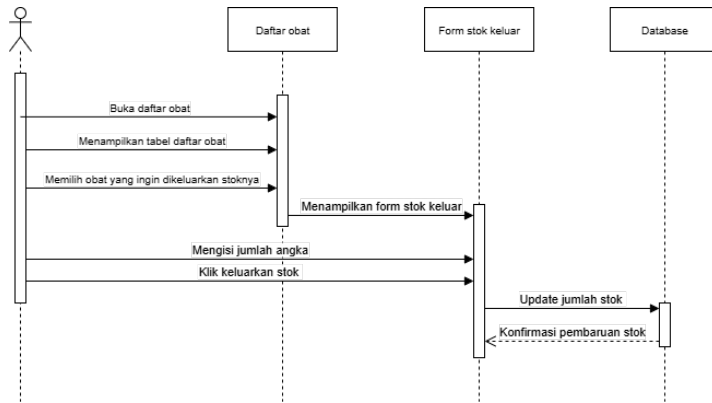 Daftar obat
Form stok keluar
Database
Buka daftar obat
Menampilkan tabel daftar obat
Memilih obat yang ingin dikeluarkan stoknya
Menampilkan form stok keluar
Mengisi jumlah angka
Klik keluarkan stok
Update jumlah stok
Konfirmasi pembaruan stok